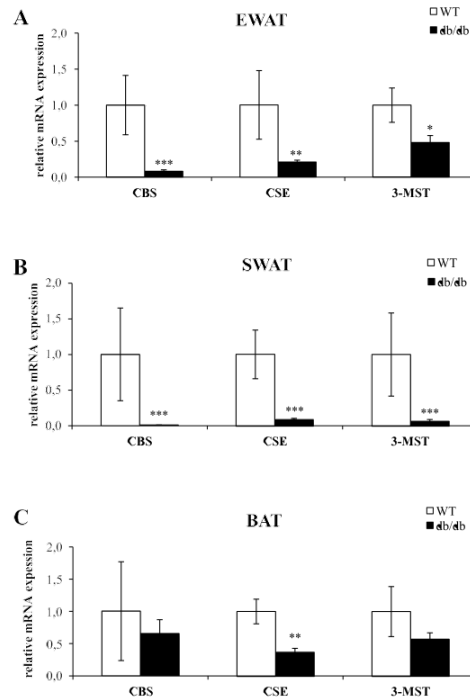 A
EWAT
WT
db/db
relative mRNA expression
2,0
1,5
1,0
0,5
0,0
***
**
*
CBS CSE 3-MST
B
SWAT
WT
db/db
relative mRNA expression
2,0
1,5
1,0
0,5
0,0
***
***
***
CBS CSE 3-MST
C
BAT
WT
db/db
relative mRNA expession
2,0
1,5
1,0
0,5
0,0
**
CBS CSE 3-MST